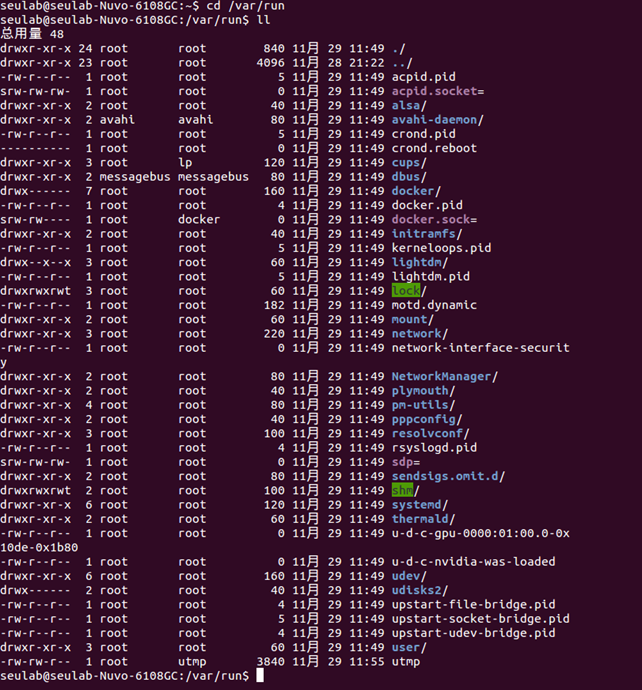 seulab@seulab-Nuvo-6108GC:~$ cd /var/run
seulab@seulab-Nuvo-6108GC:/var/run$ ll
总用量 48
drwxr-xr-x 24 root       root        840 11月 29 11:49 ./
drwxr-xr-x 23 root       root       4096 11月 28 21:22 ../
-rw-r--r--  1 root       root          5 11月 29 11:49 acpid.pid
srw-rw-rw-  1 root       root          0 11月 29 11:49 acpid.socket=
drwxr-xr-x  2 root       root         40 11月 29 11:49 alsa/
drwxr-xr-x  2 avahi      avahi        80 11月 29 11:49 avahi-daemon/
-rw-r--r--  1 root       root          5 11月 29 11:49 crond.pid
----------  1 root       root          0 11月 29 11:49 crond.reboot
drwxr-xr-x  3 root       lp          120 11月 29 11:49 cups/
drwxr-xr-x  2 messagebus messagebus   80 11月 29 11:49 dbus/
drwx------  7 root       root        160 11月 29 11:49 docker/
-rw-r--r--  1 root       root          4 11月 29 11:49 docker.pid
srw-rw----  1 root       docker        0 11月 29 11:49 docker.sock=
drwxr-xr-x  2 root       root         40 11月 29 11:49 initramfs/
-rw-r--r--  1 root       root          5 11月 29 11:49 kerneloops.pid
drwx--x--x  3 root       root         60 11月 29 11:49 lightdm/
-rw-r--r--  1 root       root          5 11月 29 11:49 lightdm.pid
drwxrwxrwt  3 root       root         60 11月 29 11:49 lock/
-rw-r--r--  1 root       root        182 11月 29 11:49 motd.dynamic
drwxr-xr-x  2 root       root         60 11月 29 11:49 mount/
drwxr-xr-x  3 root       root        220 11月 29 11:49 network/
-rw-r--r--  1 root       root          0 11月 29 11:49 network-interface-securit
y
drwxr-xr-x  2 root       root         80 11月 29 11:49 NetworkManager/
drwxr-xr-x  2 root       root         40 11月 29 11:49 plymouth/
drwxr-xr-x  4 root       root         80 11月 29 11:49 pm-utils/
drwxr-xr-x  2 root       root         40 11月 29 11:49 pppconfig/
drwxr-xr-x  3 root       root        100 11月 29 11:49 resolvconf/
-rw-r--r--  1 root       root          4 11月 29 11:49 rsyslogd.pid
srw-rw-rw-  1 root       root          0 11月 29 11:49 sdp=
drwxr-xr-x  2 root       root         80 11月 29 11:49 sendsigs.omit.d/
drwxrwxrwt  2 root       root        100 11月 29 11:49 shm/
drwxr-xr-x  6 root       root        120 11月 29 11:49 systemd/
drwxr-xr-x  2 root       root         60 11月 29 11:49 thermald/
-rw-r--r--  1 root       root          0 11月 29 11:49 u-d-c-gpu-0000:01:00.0-0x
10de-0x1b80
-rw-r--r--  1 root       root          0 11月 29 11:49 u-d-c-nvidia-was-loaded
drwxr-xr-x  6 root       root        160 11月 29 11:49 udev/
drwx------  2 root       root         40 11月 29 11:49 udisks2/
-rw-r--r--  1 root       root          4 11月 29 11:49 upstart-file-bridge.pid
-rw-r--r--  1 root       root          4 11月 29 11:49 upstart-socket-bridge.pid
-rw-r--r--  1 root       root          4 11月 29 11:49 upstart-udev-bridge.pid
drwxr-xr-x  3 root       root         60 11月 29 11:49 user/
-rw-rw-r--  1 root       utmp       3840 11月 29 11:55 utmp
seulab@seulab-Nuvo-6108GC:/var/run$